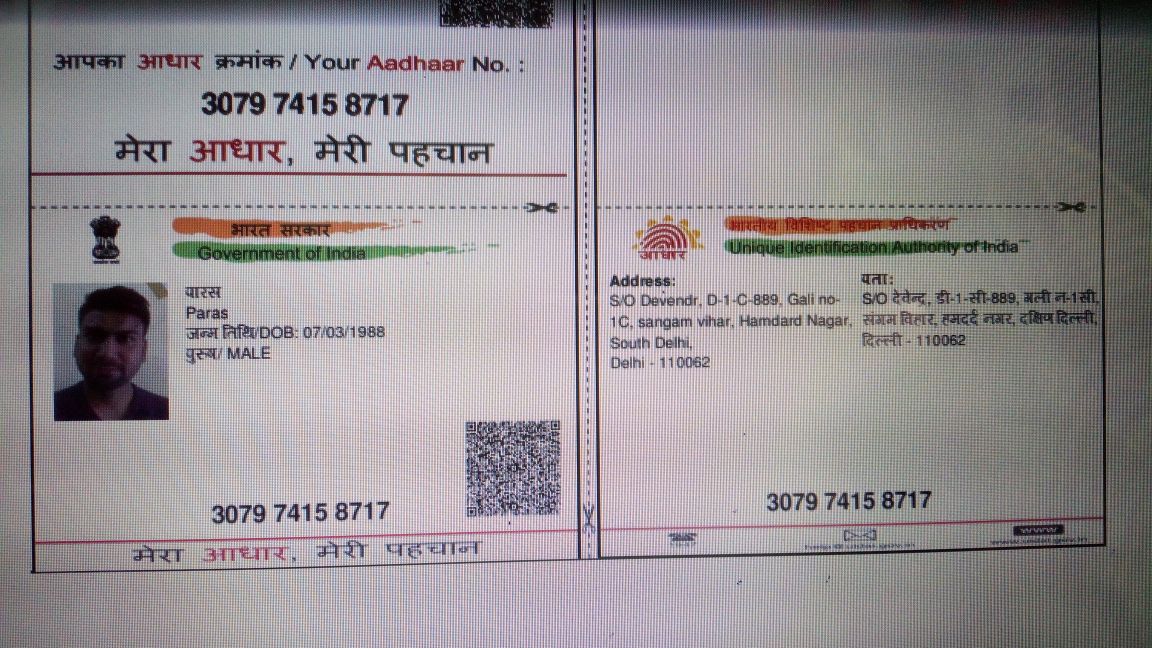 आपका आधार क्रमांक / Your Aadhaar No. :
3079 7415 8717
मेरा आधार, मेरी पहचान
भारत सरकार
Government of India
पारस
Paras
जन्म तिथि/DOB: 07/03/1988
पुरुष/ MALE
3079 7415 8717
मेरा आधार, मेरी पहचान
भारतीय विशिष्ट पहचान प्राधिकरण
Unique Identification Authority of India
आधार
Address:
S/O Devendr, D-1-C-889, Gali no-
1C, sangam vihar, Hamdard Nagar,
South Delhi,
Delhi - 110062
पता:
S/O देवेन्द्र, डी-1-सी-889, गली न-1सी,
संगम विहार, हमदर्द नगर, दक्षिण दिल्ली,
दिल्ली - 110062
3079 7415 8717
www